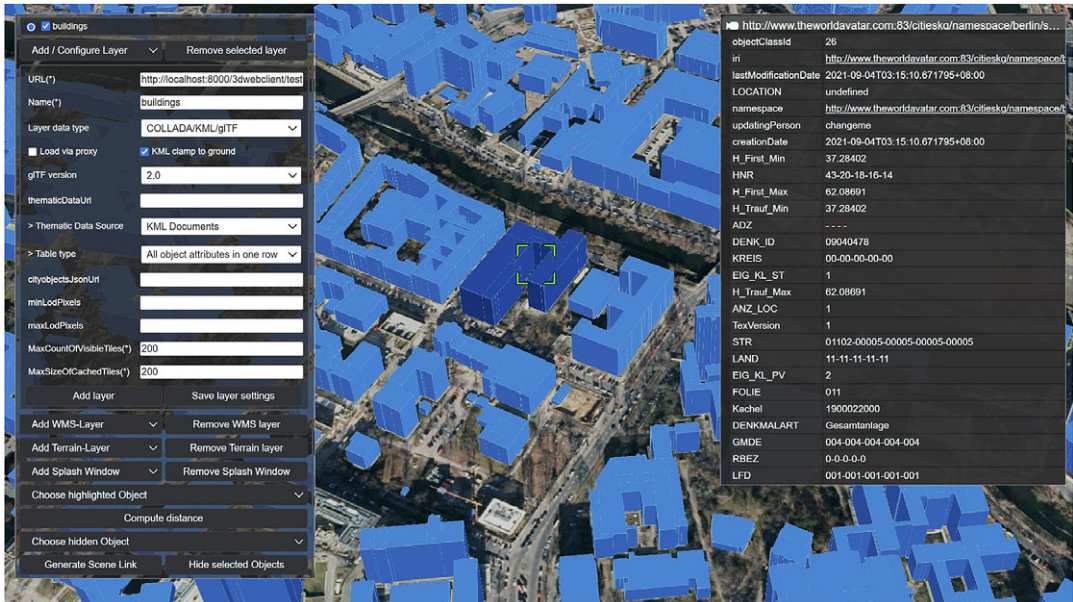 buildings
Add / Configure Layer Remove selected layer
URL(*) http://localhost:8000/3dwebclient/test
Name(*) buildings
Layer data type COLLADA/KML/glTF
Load via proxy KML clamp to ground
glTF version 2.0
thematicDataUrl
> Thematic Data Source KML Documents
> Table type All object attributes in one row
cityobjectsJsonUrl
minLodPixels
maxLodPixels
MaxCountOfVisibleTiles(*) 200
MaxSizeOfCachedTiles(*) 200
Add layer Save layer settings
Add WMS-Layer Remove WMS layer
Add Terrain-Layer Remove Terrain layer
Add Splash Window Remove Splash Window
Choose highlighted Object
Compute distance
Choose hidden Object
Generate Scene Link Hide selected Objects
http://www.theworldavatar.com:83/citieskg/namespace/berlin/s...
objectClassId 26
iri http://www.theworldavatar.com:83/citieskg/namespace/b
lastModificationDate 2021-09-04T03:15:10.671795+08:00
LOCATION undefined
namespace http://www.theworldavatar.com:83/citieskg/namespace/b
updatingPerson changeme
creationDate 2021-09-04T03:15:10.671795+08:00
H_First_Min 37.28402
HNR 43-20-18-16-14
H_First_Max 62.08691
H_Trauf_Min 37.28402
ADZ - - - -
DENK_ID 09040478
KREIS 00-00-00-00-00
EIG_KL_ST 1
H_Trauf_Max 62.08691
ANZ_LOC 1
TexVersion 1
STR 01102-00005-00005-00005-00005
LAND 11-11-11-11-11
EIG_KL_PV 2
FOLIE 011
Kachel 1900022000
DENKMALART Gesamtanlage
GMDE 004-004-004-004-004
RBEZ 0-0-0-0-0
LFD 001-001-001-001-001